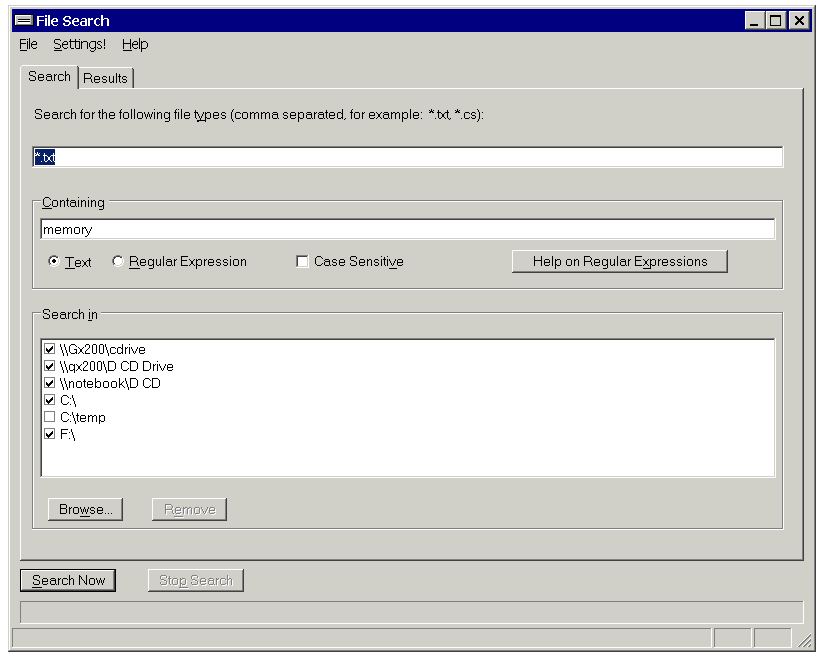 File Search
File Settings! Help
Search Results
Search for the following file types (comma separated, for example: *.txt, *.cs):
*.txt
Containing
memory
Text Regular Expression Case Sensitive Help on Regular Expressions
Search in
\\Gx200\cdrive
\\gx200\D CD Drive
\\notebook\D CD
C:\
C:\temp
F:\
Browse... Remove
Search Now Stop Search